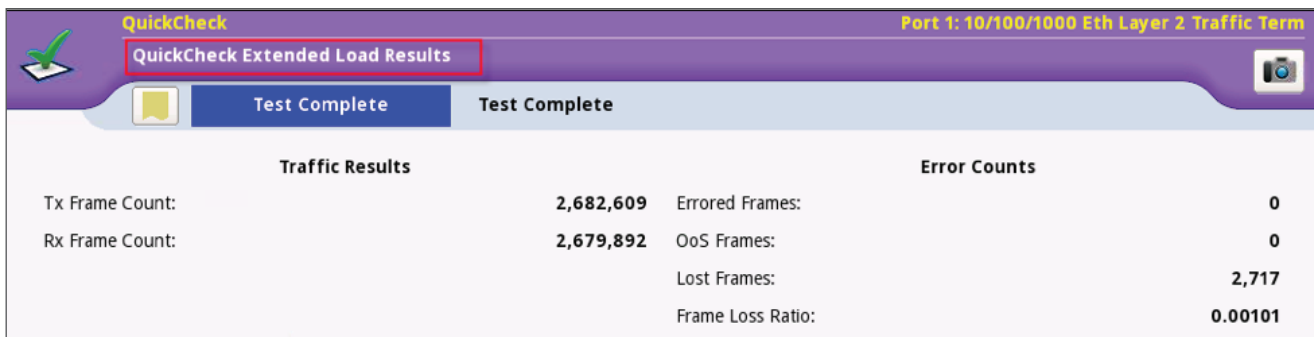 QuickCheck
Port 1: 10/100/1000 Eth Layer 2 Traffic Term
QuickCheck Extended Load Results
Test Complete
Test Complete
Traffic Results
Tx Frame Count: 2,682,609
Rx Frame Count: 2,679,892
Error Counts
Errored Frames: 0
OoS Frames: 0
Lost Frames: 2,717
Frame Loss Ratio: 0.00101